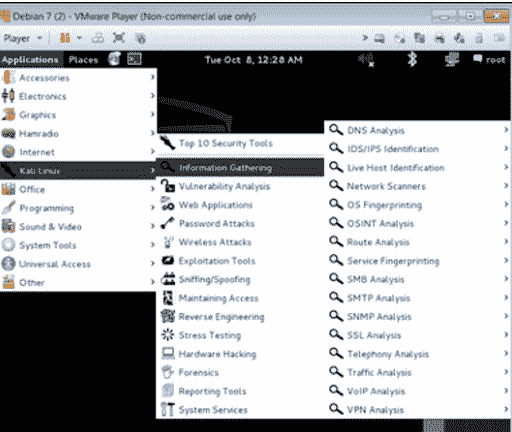 Debian 7 (2) - VMware Player (Non-commercial use only)
Player
Applications Places Tue Oct 8, 12:28 AM root
Accessories
Electronics
Graphics
Hamradio
Internet
Kali Linux
Office
Programming
Sound & Video
System Tools
Universal Access
Other
Top 10 Security Tools
Information Gathering
Vulnerability Analysis
Web Applications
Password Attacks
Wireless Attacks
Exploitation Tools
Sniffing/Spoofing
Maintaining Access
Reverse Engineering
Stress Testing
Hardware Hacking
Forensics
Reporting Tools
System Services
DNS Analysis
IDS/IPS Identification
Live Host Identification
Network Scanners
OS Fingerprinting
OSINT Analysis
Route Analysis
Service Fingerprinting
SMB Analysis
SMTP Analysis
SNMP Analysis
SSL Analysis
Telephony Analysis
Traffic Analysis
VoIP Analysis
VPN Analysis